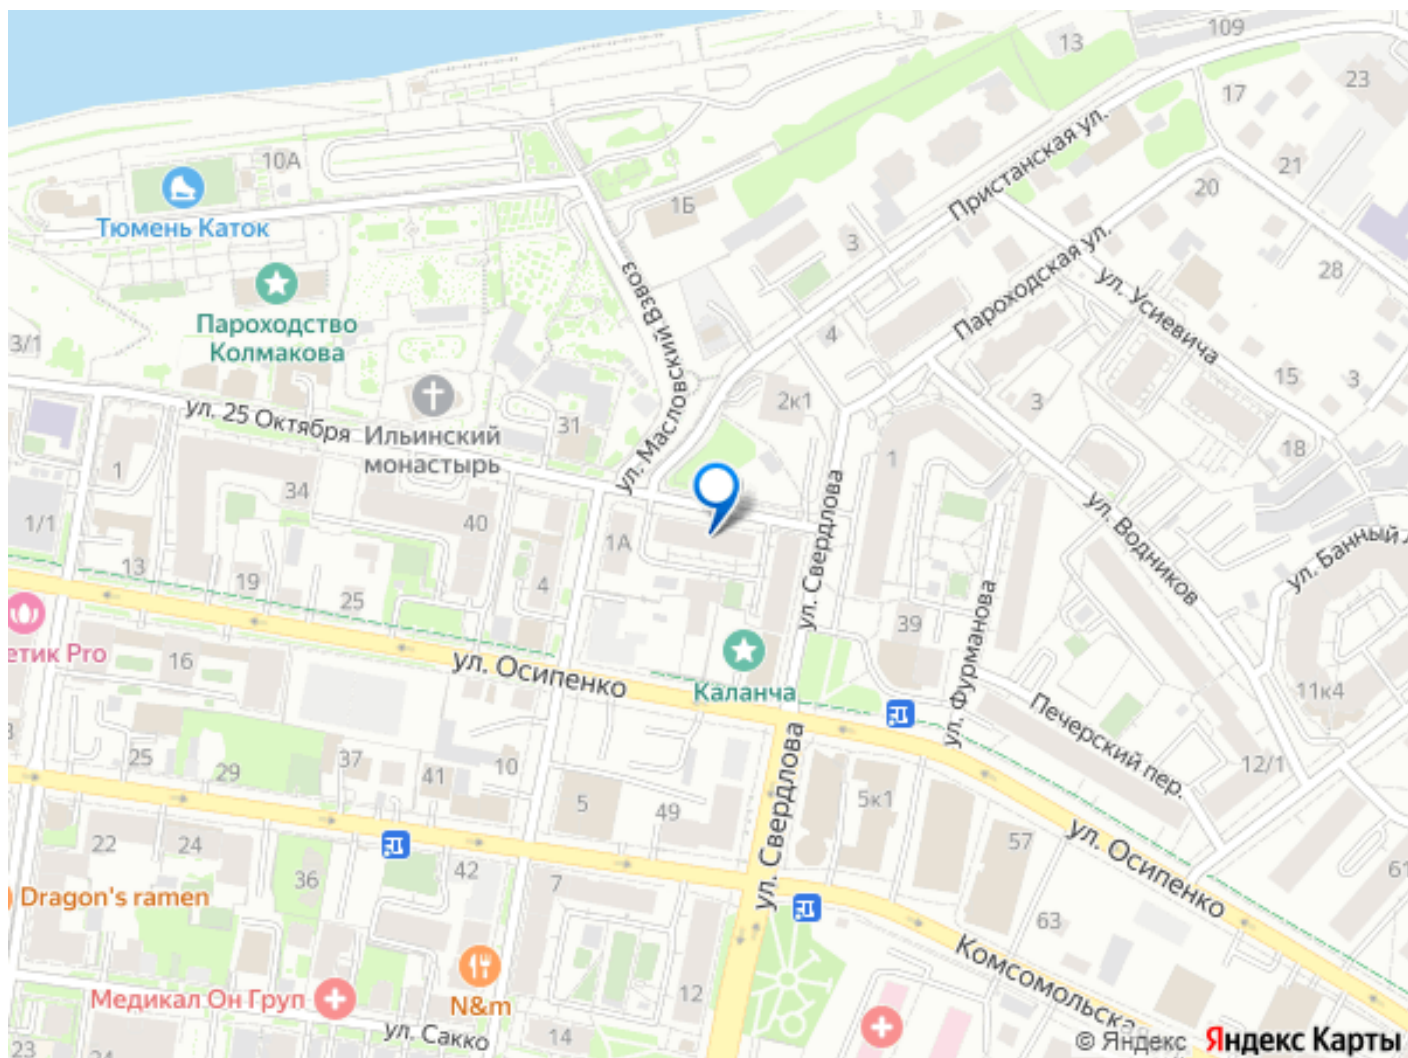 109
13
23
17
10А
Пристанская ул.
21
1Б
20
Тюмень Каток
3
28
Пароходская ул.
ул. Масловский Взвоз
ул. Усиевича
Пароходство
Колмакова
3/1
4
15
3
2к1
3
ул. 25 Октября
31
Ильинский
монастырь
18
1
1
34
ул. Свердлова
1/1
40
1А
ул. Водников
ул. Банный
13
19
25
4
ул. Фурманова
39
етик Pro
16
ул. Осипенко
Каланча
11к4
Печерский пер.
25
29
37
41
10
12/1
5
49
ул. Свердлова
5к1
57
ул. Осипенко
22
24
36
42
7
61
Dragon's ramen
63
Комсомольска
Медикал Он Груп
N&m
12
ул. Сакко
14
23
24
© Яндекс Яндекс Карты